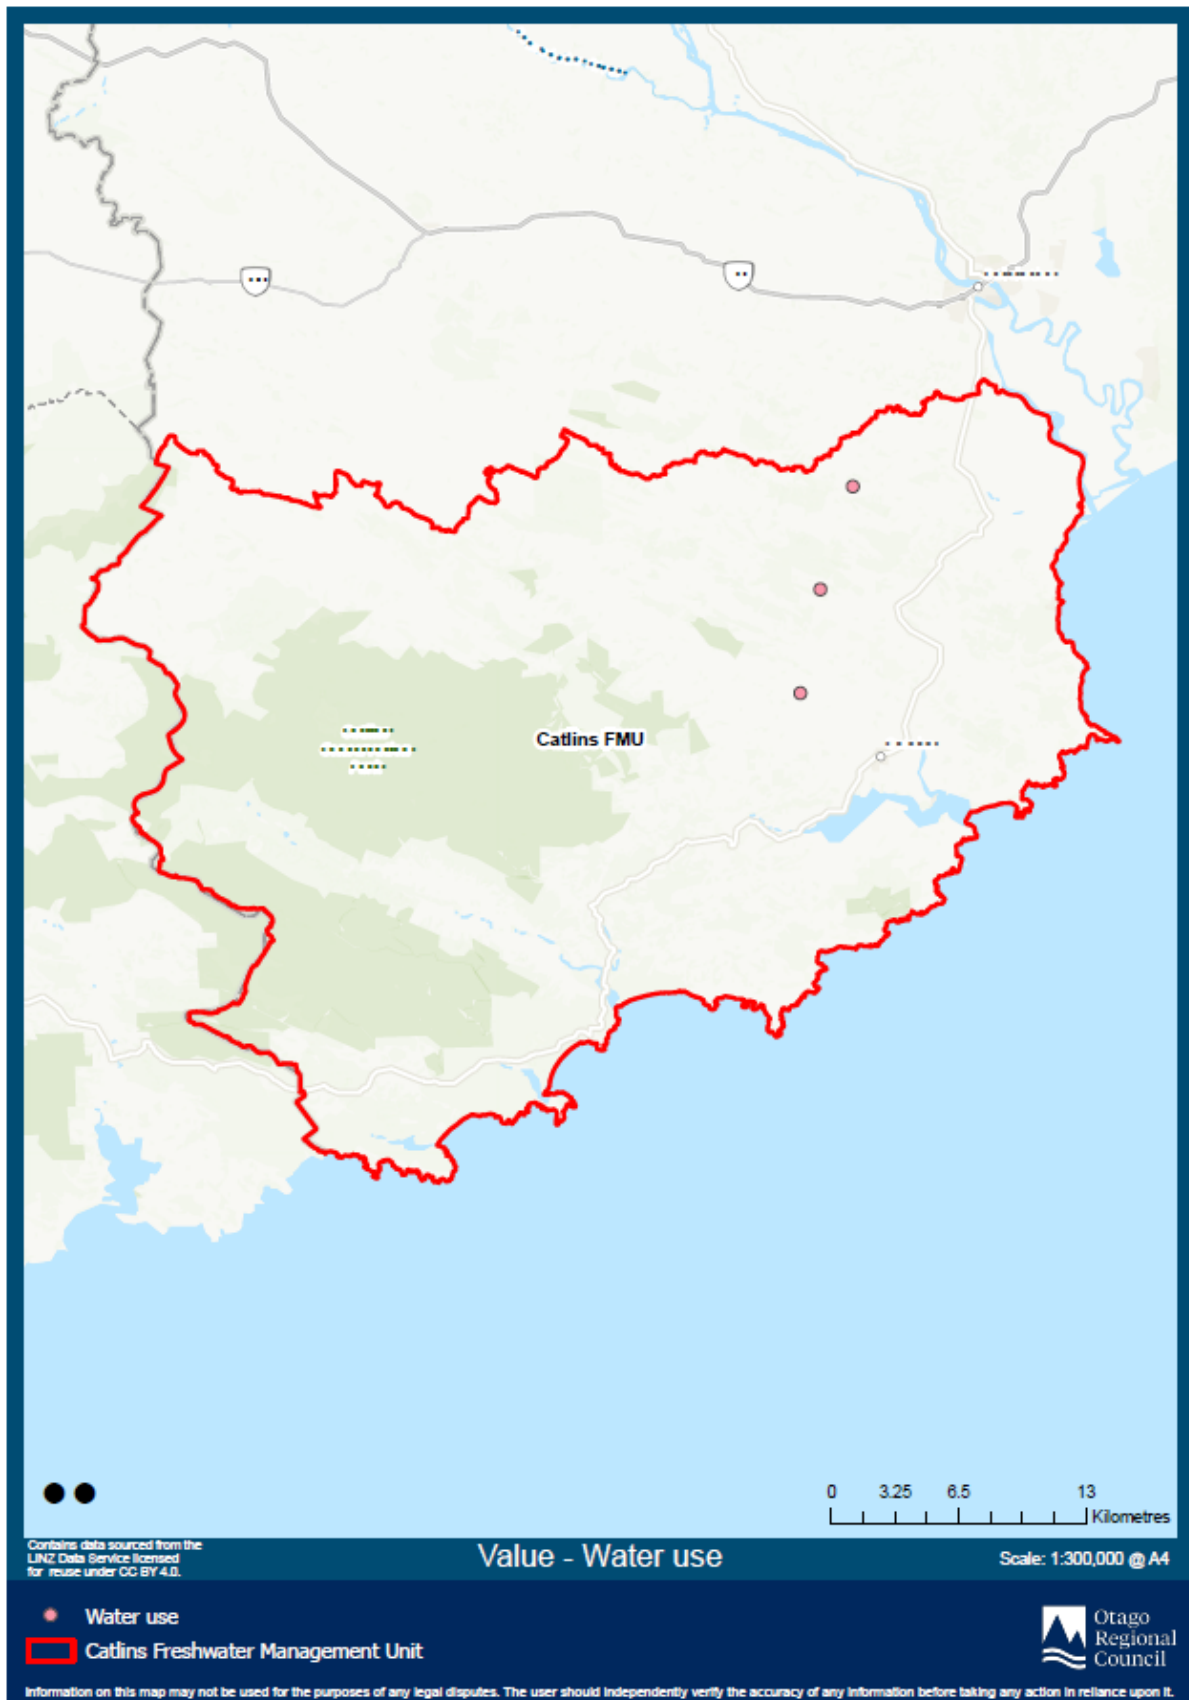 Catlins FMU
0 3.25 6.5 13
Kilometres
Contains data sourced from the
LINZ Data Service licensed
for reuse under CC BY 4.0.
Value - Water use
Scale: 1:300,000 @ A4
Water use
Catlins Freshwater Management Unit
Otago
Regional
Council
Information on this map may not be used for the purposes of any legal disputes. The user should independently verify the accuracy of any information before taking any action in reliance upon it.